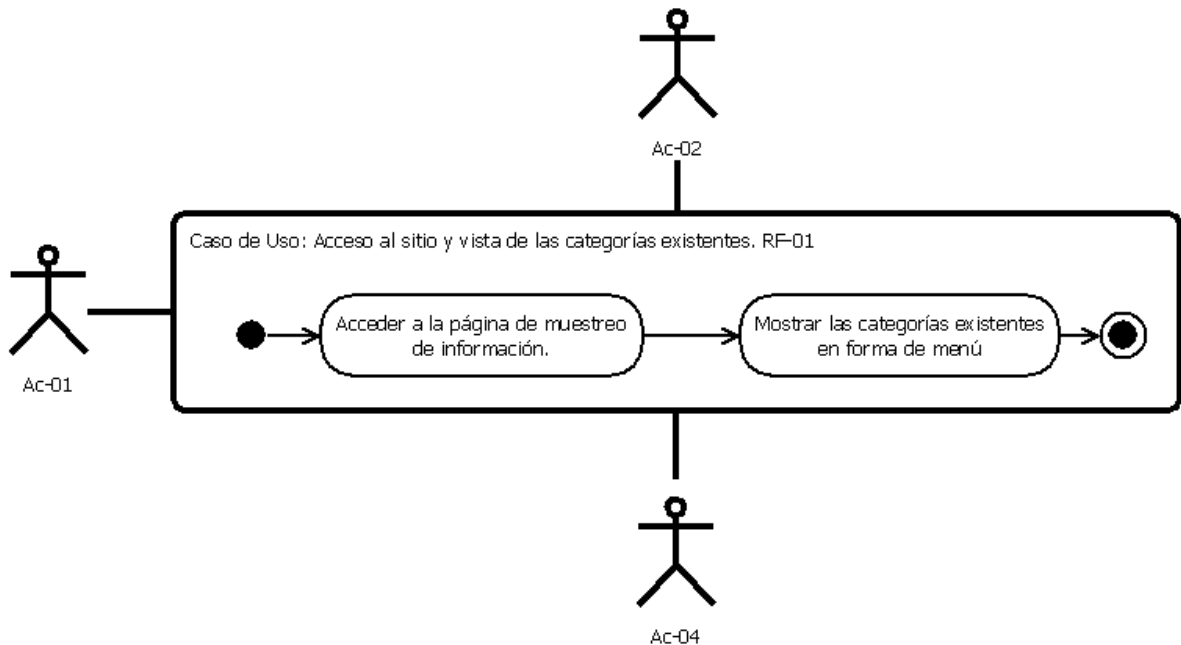 Ac-02
Caso de Uso: Acceso al sitio y vista de las categorías existentes. RF-01
Acceder a la página de muestreo
de información.
Mostrar las categorías existentes
en forma de menú
Ac-01
Ac-04